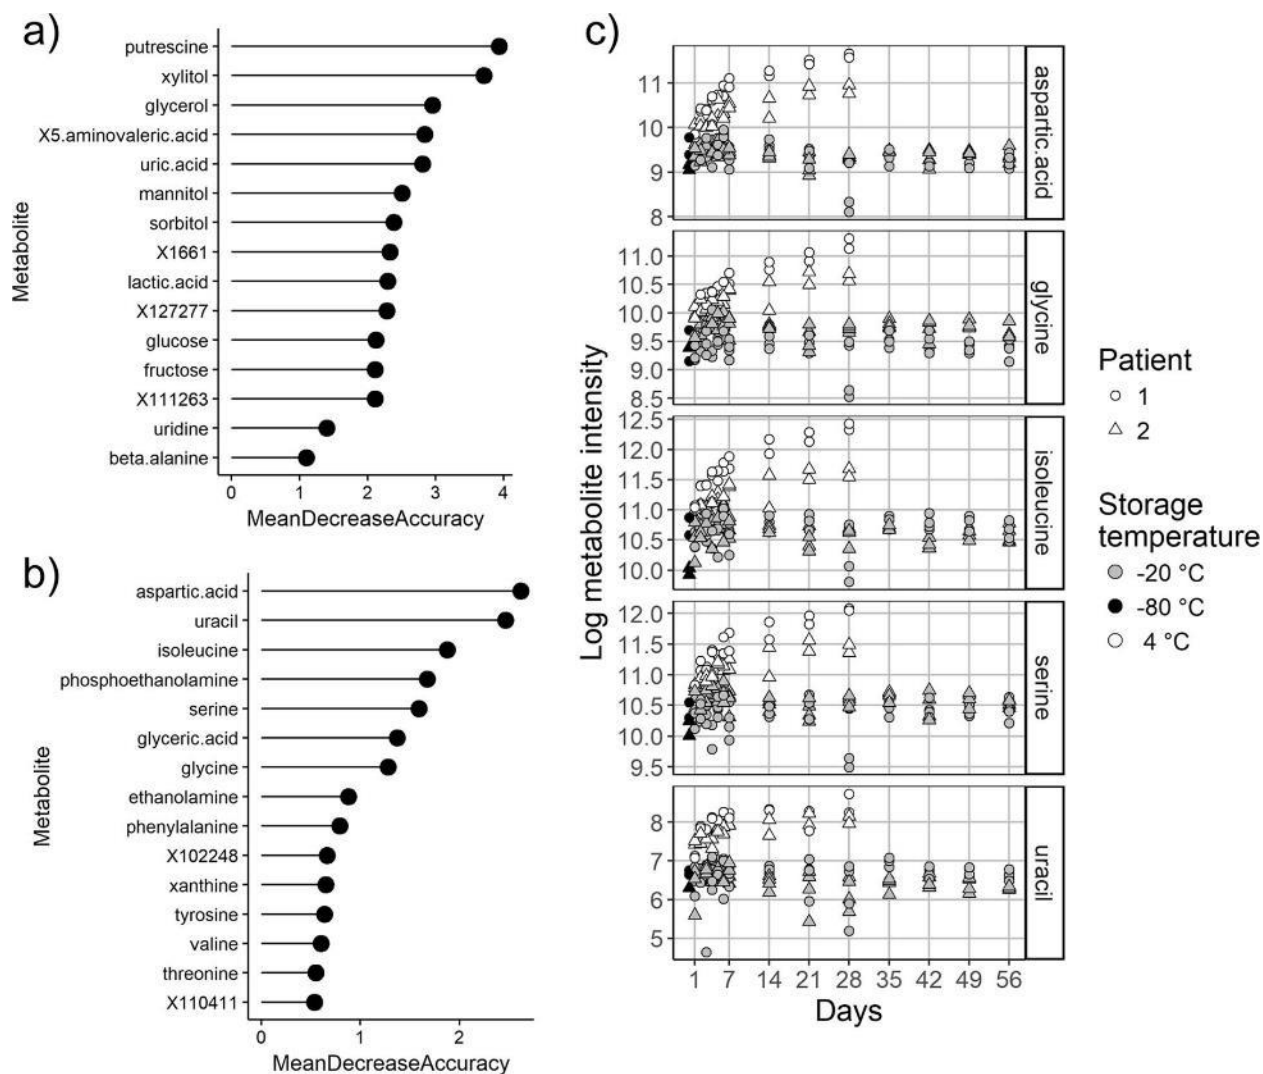 a)
Metabolite
putrescine
xylitol
glycerol
X5.aminovaleric.acid
uric.acid
mannitol
sorbitol
X1661
lactic.acid
X127277
glucose
fructose
X111263
uridine
beta.alanine
0 1 2 3 4
MeanDecreaseAccuracy
b)
Metabolite
aspartic.acid
uracil
isoleucine
phosphoethanolamine
serine
glyceric.acid
glycine
ethanolamine
phenylalanine
X102248
xanthine
tyrosine
valine
threonine
X110411
0 1 2
MeanDecreaseAccuracy
c)
Log metabolite intensity
11
10
9
8
aspartic.acid
11.0
10.5
10.0
9.5
9.0
8.5
glycine
12.5
12.0
11.5
11.0
10.5
10.0
isoleucine
12.0
11.5
11.0
10.5
10.0
9.5
serine
8
7
6
5
uracil
1 7 14 21 28 35 42 49 56
Days
Patient
1
2
Storage
temperature
-20 °C
-80 °C
4 °C